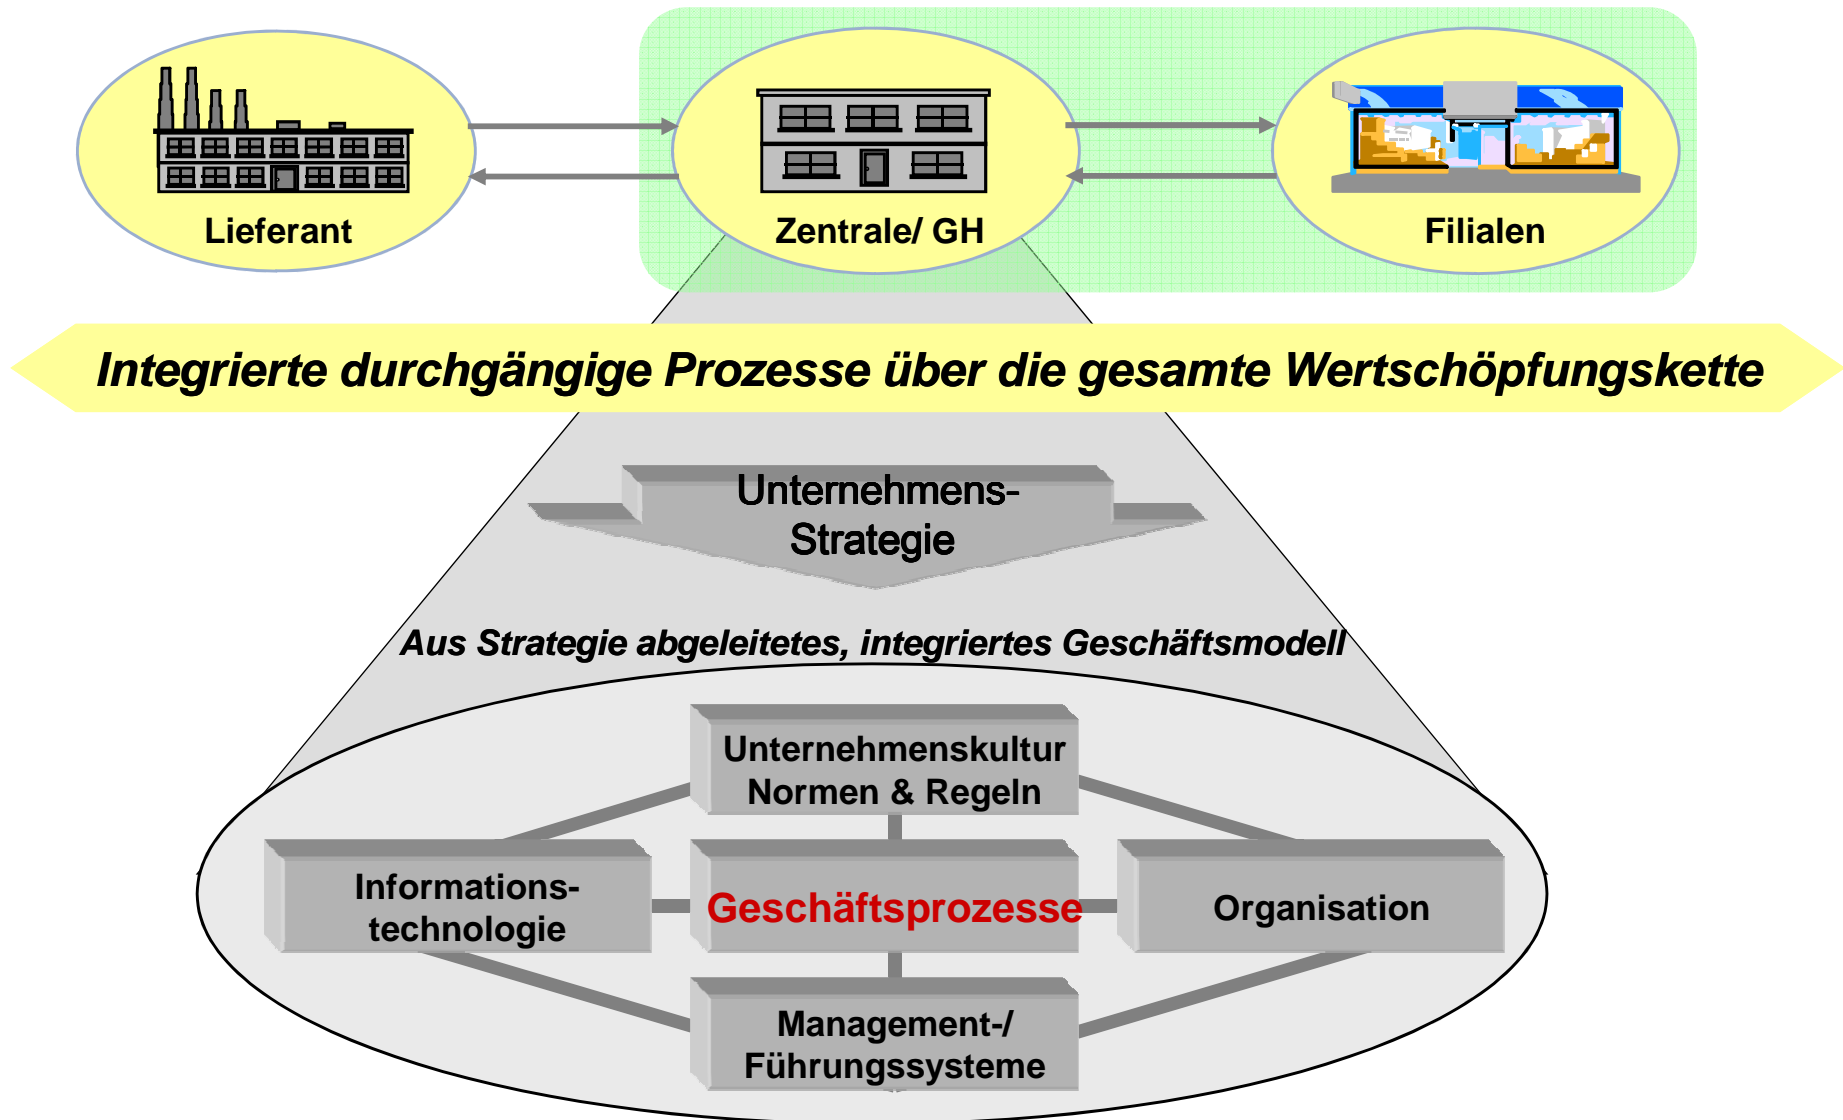 Lieferant
Zentrale/ GH
Filialen
Integrierte durchgängige Prozesse über die gesamte Wertschöpfungskette
Unternehmens-
Strategie
Aus Strategie abgeleitetes, integriertes Geschäftsmodell
Unternehmenskultur
Normen & Regeln
Informations-
technologie
Geschäftsprozesse
Organisation
Management-/
Führungssysteme